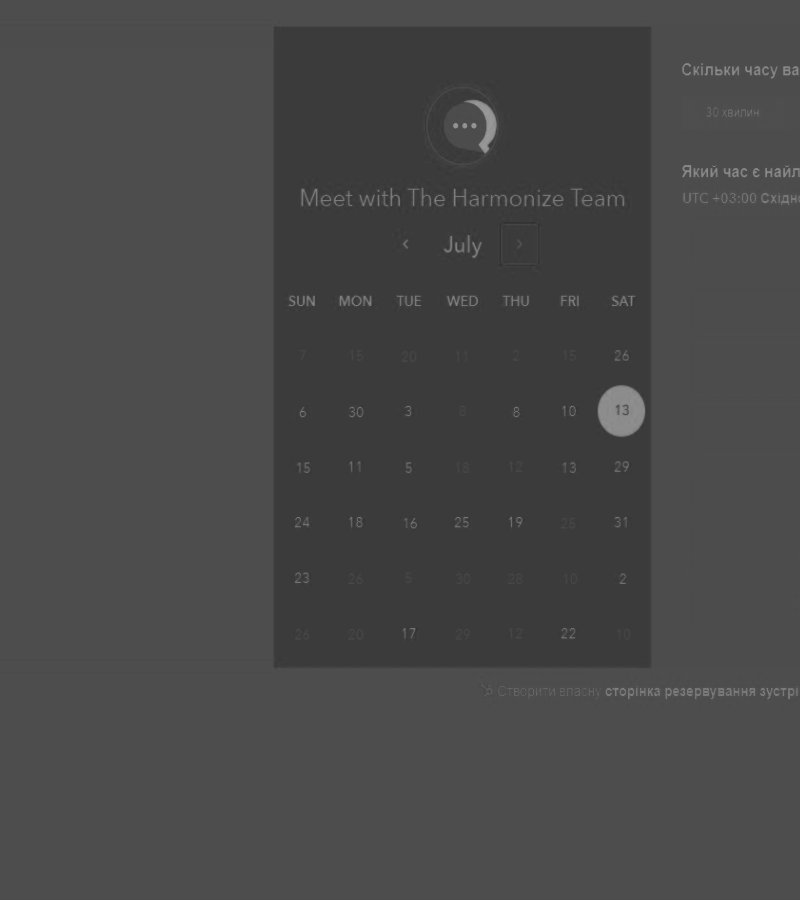 Meet with The Harmonize Team
July
SUN MON TUE WED THU FRI SAT
7 15 20 11 2 15 26
6 30 3 8 8 10 13
15 11 5 18 12 13 29
24 18 16 25 19 25 31
23 26 5 30 28 10 2
26 20 17 29 12 22 10
Скільки часу ва
30 хвилин
Який час є найл
UTC +03:00 Східно
Створити власну сторінка резервування зустрі